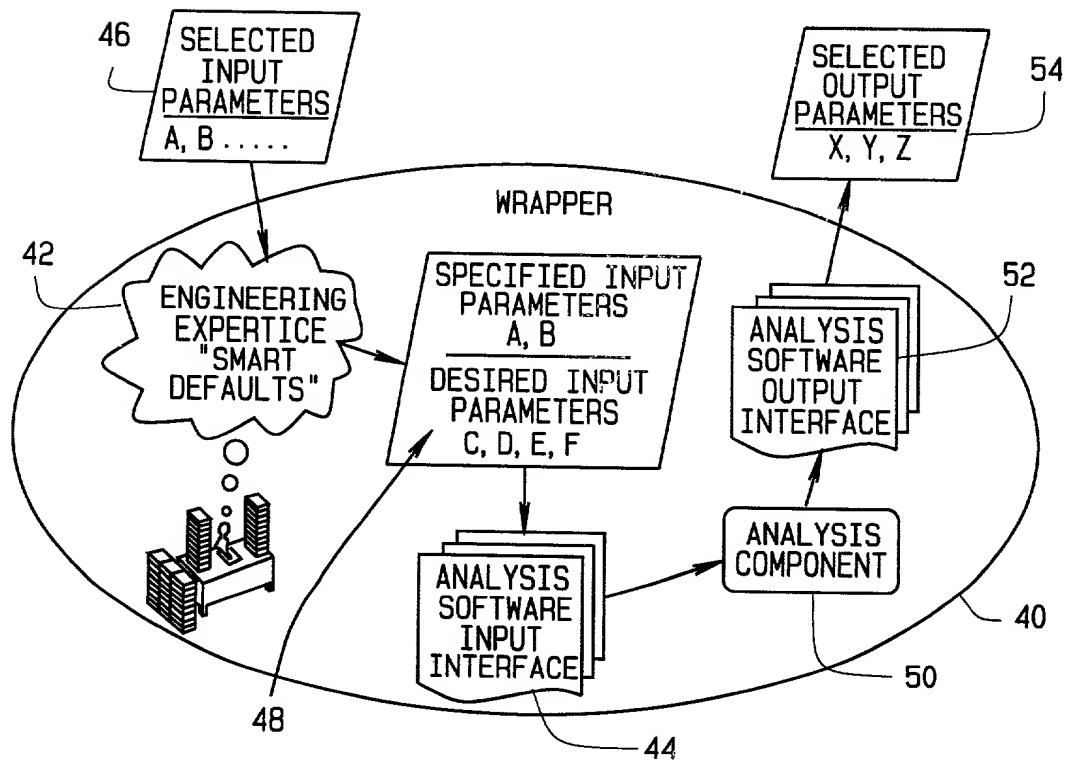 46
SELECTED
INPUT
PARAMETERS
A, B .....
SELECTED
OUTPUT
PARAMETERS
X, Y, Z
54
WRAPPER
42
ENGINEERING
EXPERTICE
"SMART
DEFAULTS"
SPECIFIED INPUT
PARAMETERS
A, B
DESIRED INPUT
PARAMETERS
C, D, E, F
ANALYSIS
SOFTWARE
OUTPUT
INTERFACE
52
ANALYSIS
SOFTWARE
INPUT
INTERFACE
ANALYSIS
COMPONENT
40
50
48
44